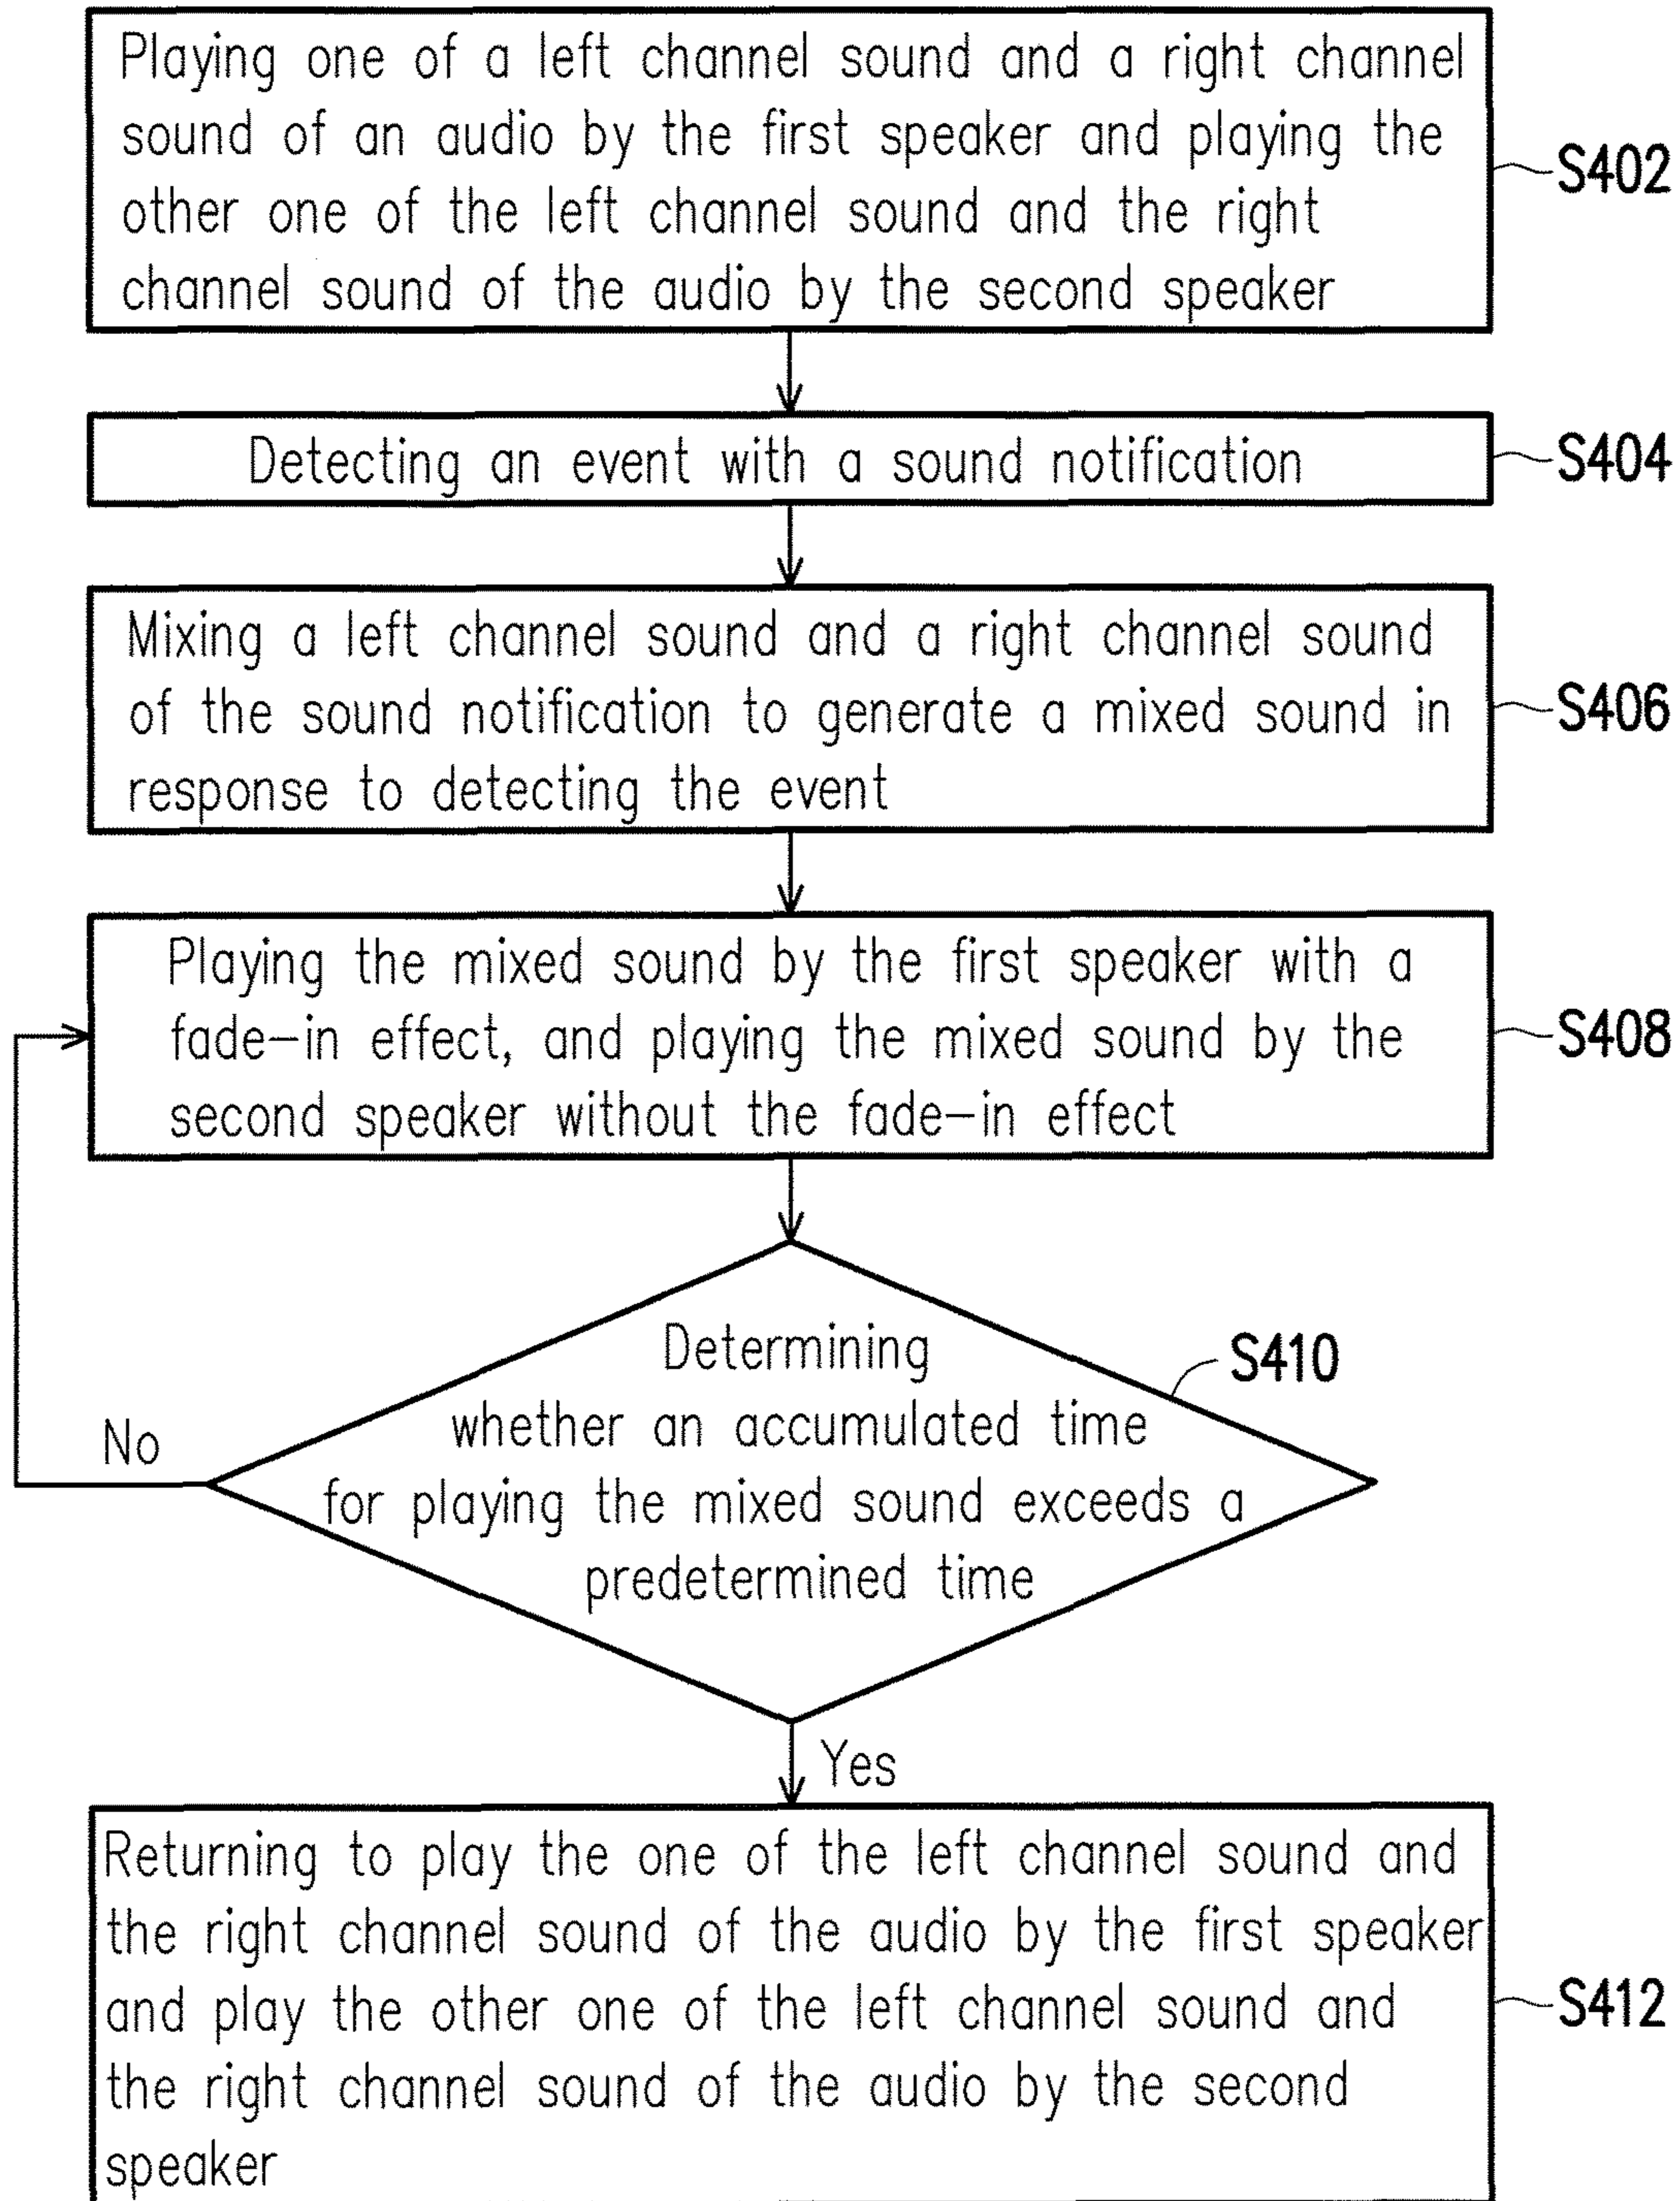 Playing one of a left channel sound and a right channel
sound of an audio by the first speaker and playing the
other one of the left channel sound and the right
channel sound of the audio by the second speaker
S402
Detecting an event with a sound notification
S404
Mixing a left channel sound and a right channel sound
of the sound notification to generate a mixed sound in
response to detecting the event
S406
Playing the mixed sound by the first speaker with a
fade-in effect, and playing the mixed sound by the
second speaker without the fade-in effect
S408
Determining
whether an accumulated time
for playing the mixed sound exceeds a
predetermined time
S410
No
Yes
Returning to play the one of the left channel sound and
the right channel sound of the audio by the first speaker
and play the other one of the left channel sound and
the right channel sound of the audio by the second
speaker
S412